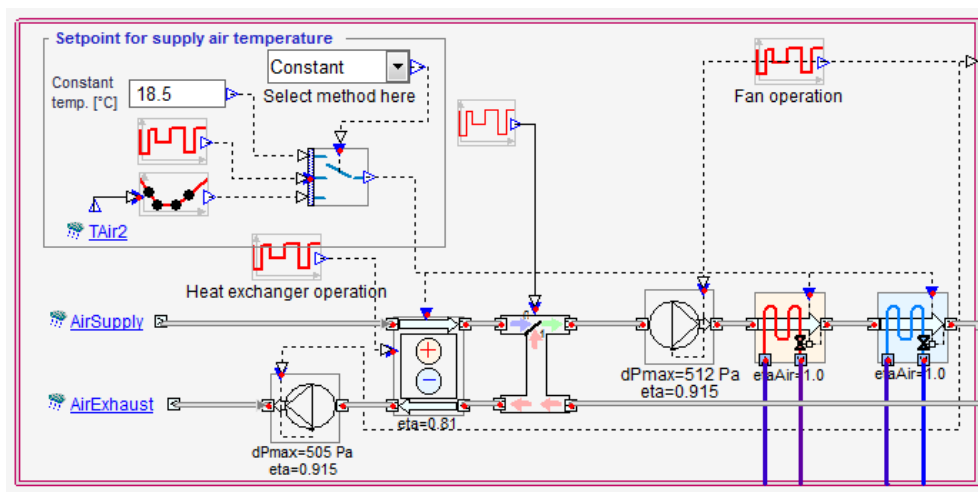 Setpoint for supply air temperature
Constant
temp. [°C]
18.5
Constant
Select method here
Fan operation
TAir2
Heat exchanger operation
AirSupply
dPmax=512 Pa
eta=0.915
etaAir=1.0
etaAir=1.0
AirExhaust
eta=0.81
dPmax=505 Pa
eta=0.915